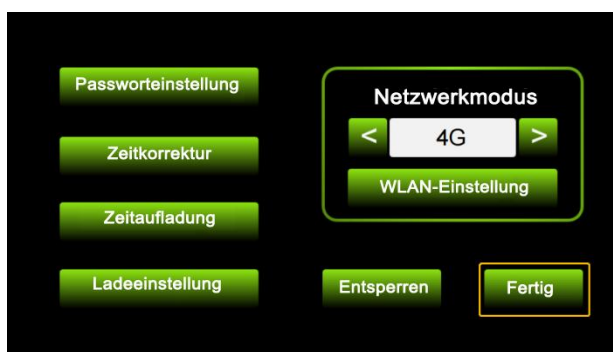 Passworteinstellung
Zeitkorrektur
Zeitaufladung
Ladeeinstellung
Netzwerkmodus
< 4G >
WLAN-Einstellung
Entsperren
Fertig